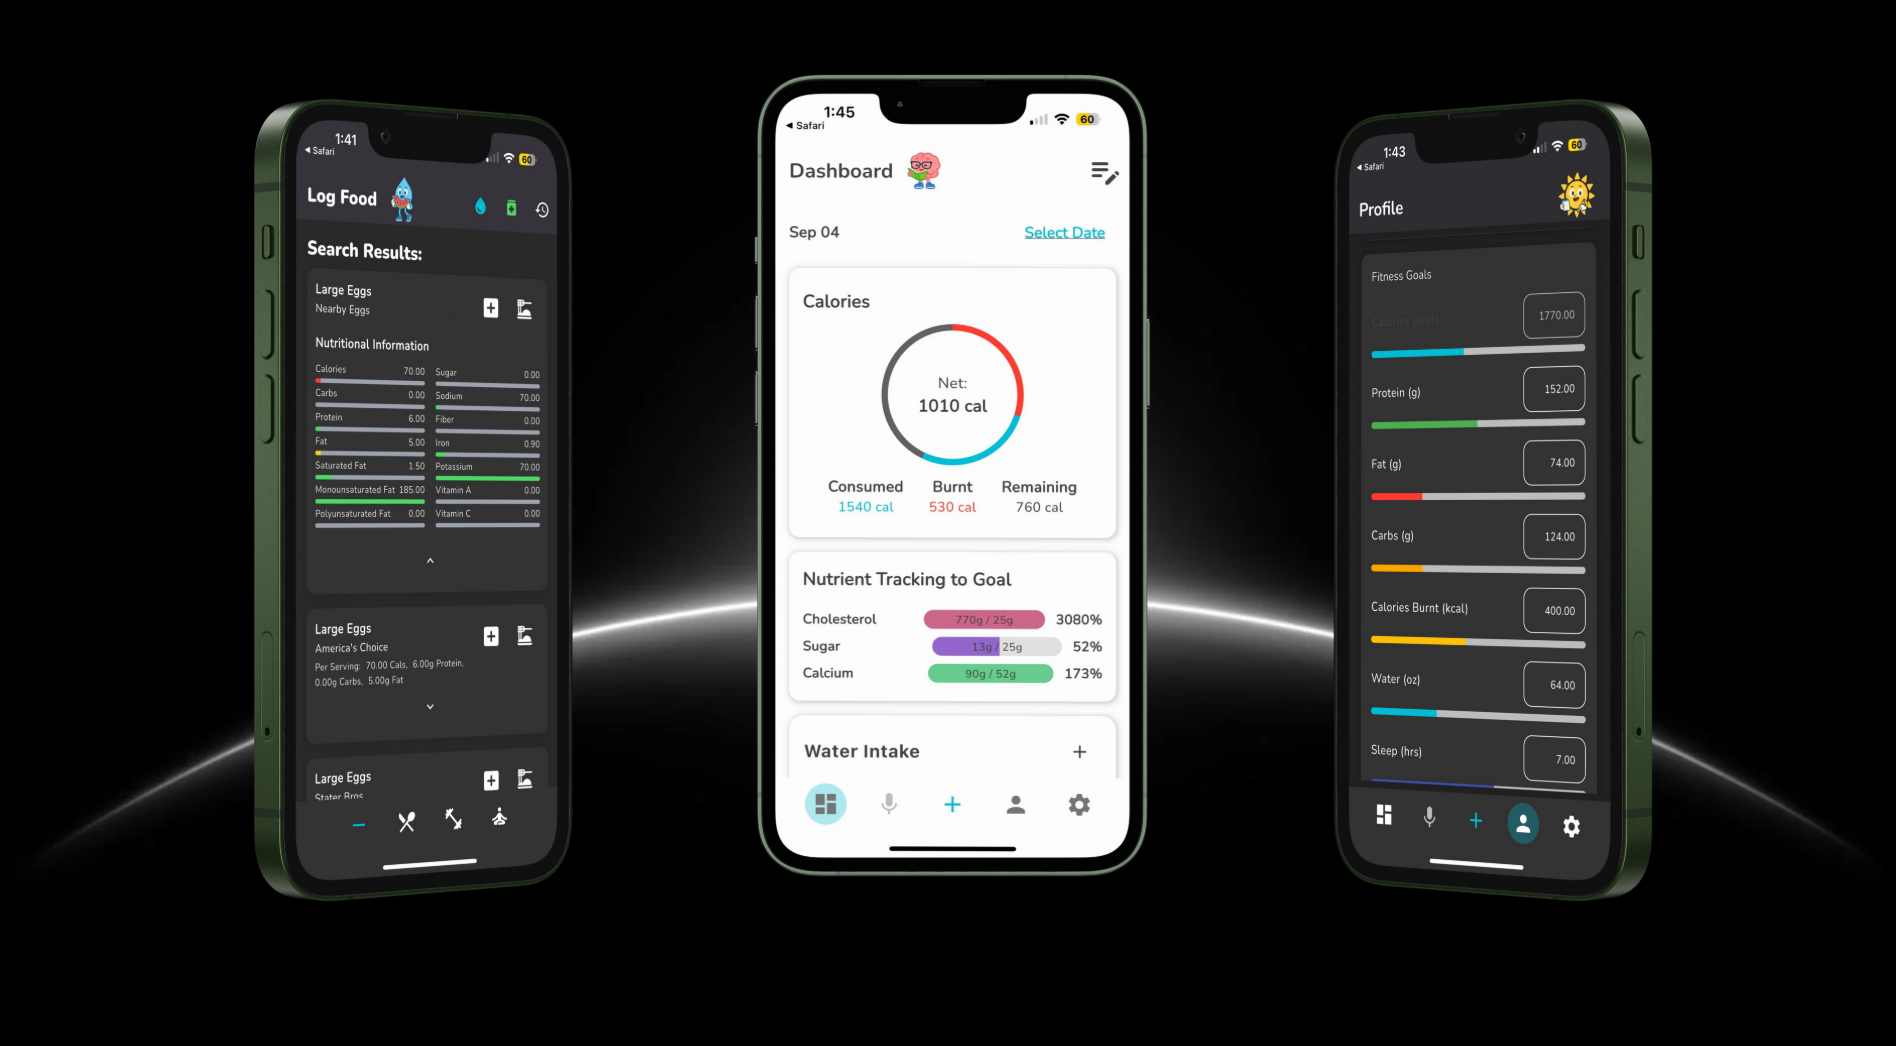 1:41
◀ Safari
60
Log Food
Search Results:
Large Eggs
Nearby Eggs
Nutritional Information
Calories 70.00 Sugar 0.00
Carbs 0.00 Sodium 70.00
Protein 6.00 Fiber 0.00
Fat 5.00 Iron 0.90
Saturated Fat 1.50 Potassium 70.00
Monounsaturated Fat 185.00 Vitamin A 0.00
Polyunsaturated Fat 0.00 Vitamin C 0.00
Large Eggs
America's Choice
Per Serving: 70.00 Cals, 6.00g Protein,
0.00g Carbs, 5.00g Fat
Large Eggs
Stater Bros
1:45
◀ Safari
60
Dashboard
Sep 04 Select Date
Calories
Net:
1010 cal
Consumed Burnt Remaining
1540 cal 530 cal 760 cal
Nutrient Tracking to Goal
Cholesterol 770g / 25g 3080%
Sugar 13g / 25g 52%
Calcium 90g / 52g 173%
Water Intake +
1:43
◀ Safari
60
Profile
Fitness Goals
Calories (kcal) 1770.00
Protein (g) 152.00
Fat (g) 74.00
Carbs (g) 124.00
Calories Burnt (kcal) 400.00
Water (oz) 64.00
Sleep (hrs) 7.00